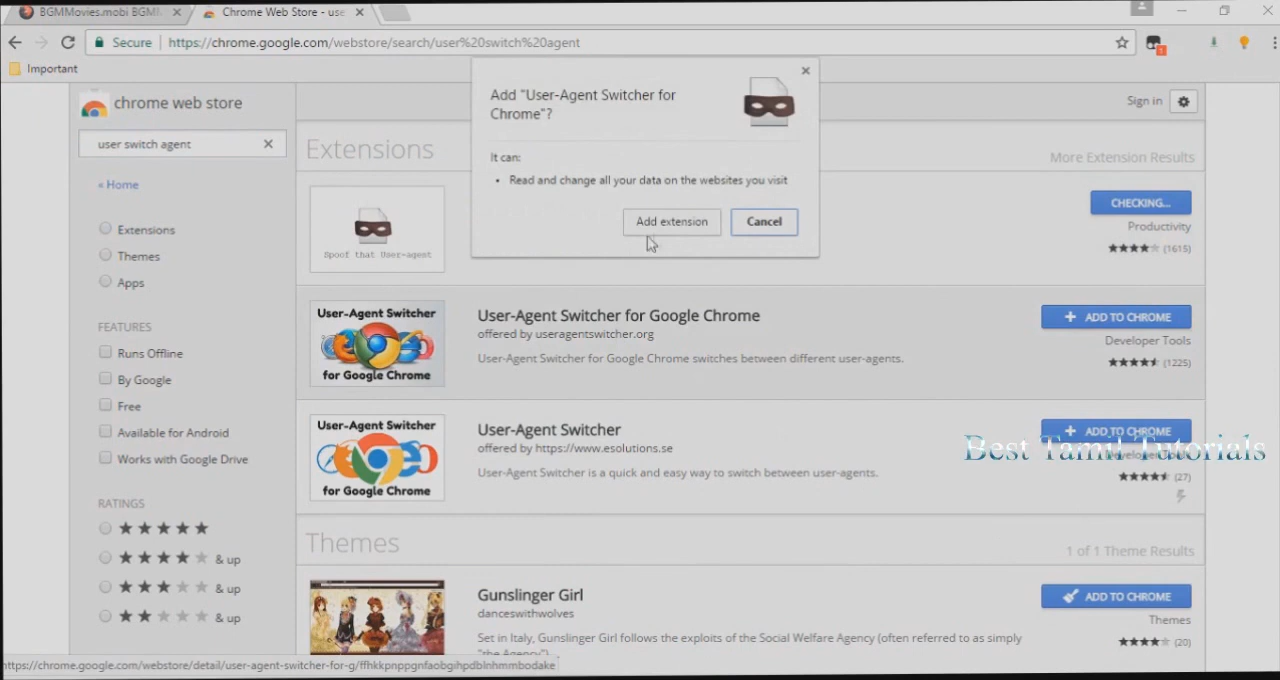 BGMMovies.mobi BGMM
Chrome Web Store - use
Secure
https://chrome.google.com/webstore/search/user%20switch%20agent
Important
chrome web store
user switch agent
« Home
Extensions
Themes
Apps
FEATURES
Runs Offline
By Google
Free
Available for Android
Works with Google Drive
RATINGS
& up
& up
& up
Sign in
Extensions
More Extension Results
Add "User-Agent Switcher for
Chrome"?
It can:
• Read and change all your data on the websites you visit
Add extension
Cancel
Spoof that User-agent
CHECKING...
Productivity
(1615)
User-Agent Switcher
for Google Chrome
User-Agent Switcher for Google Chrome
offered by useragentswitcher.org
User-Agent Switcher for Google Chrome switches between different user-agents.
ADD TO CHROME
Developer Tools
(1225)
User-Agent Switcher
for Google Chrome
User-Agent Switcher
offered by https://www.esolutions.se
User-Agent Switcher is a quick and easy way to switch between user-agents.
ADD TO CHROME
Best Tamil Tutorials
Developer Tools
(27)
Themes
1 of 1 Theme Results
Gunslinger Girl
danceswithwolves
Set in Italy, Gunslinger Girl follows the exploits of the Social Welfare Agency (often referred to as simply
"the Agency")
ADD TO CHROME
Themes
(20)
https://chrome.google.com/webstore/detail/user-agent-switcher-for-g/ffhkkpnppgnfaobgihpdblnhmmbodake